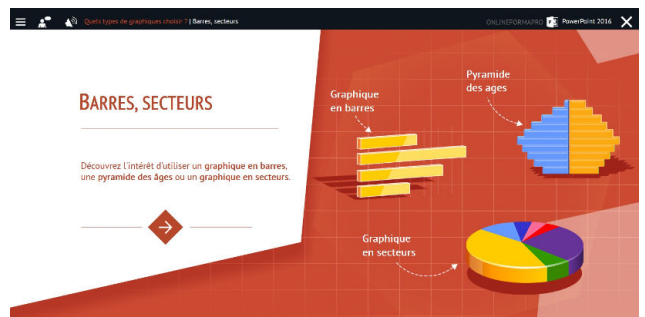 Quels types de graphiques choisir ? | Barres, secteurs
ONLINEFORMAPRO
PowerPoint 2016
BARRES, SECTEURS
Découvrez l'intérêt d'utiliser un graphique en barres,
une pyramide des âges ou un graphique en secteurs.
Graphique
en barres
Pyramide
des ages
Graphique
en secteurs